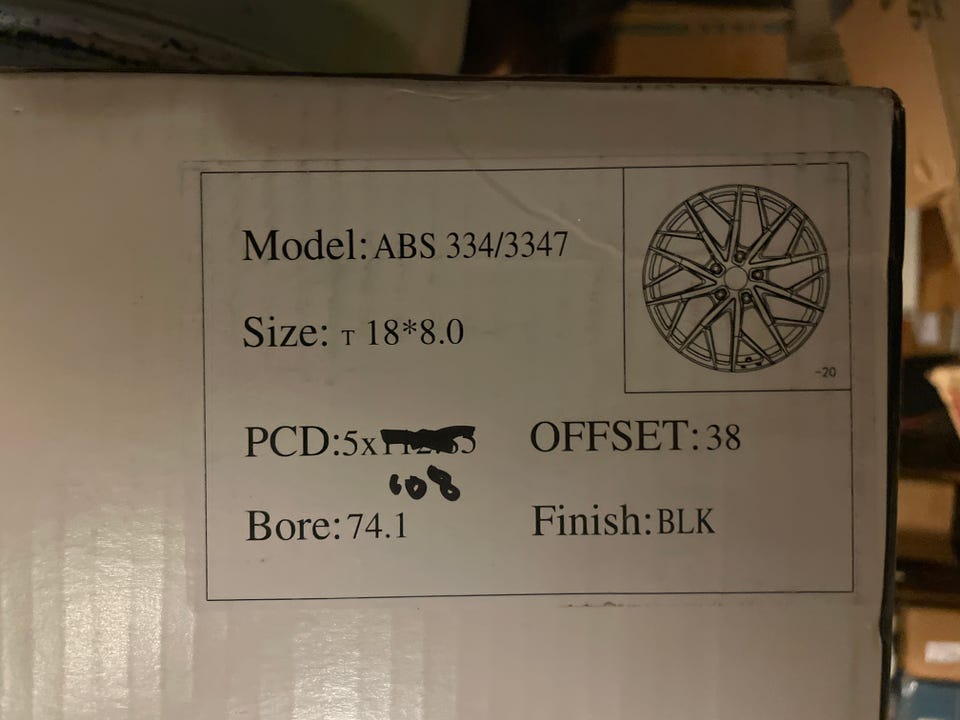 Model: ABS 334/3347
Size: T 18*8.0
-20
PCD: 5x OFFSET: 38
108
Bore: 74.1 Finish: BLK